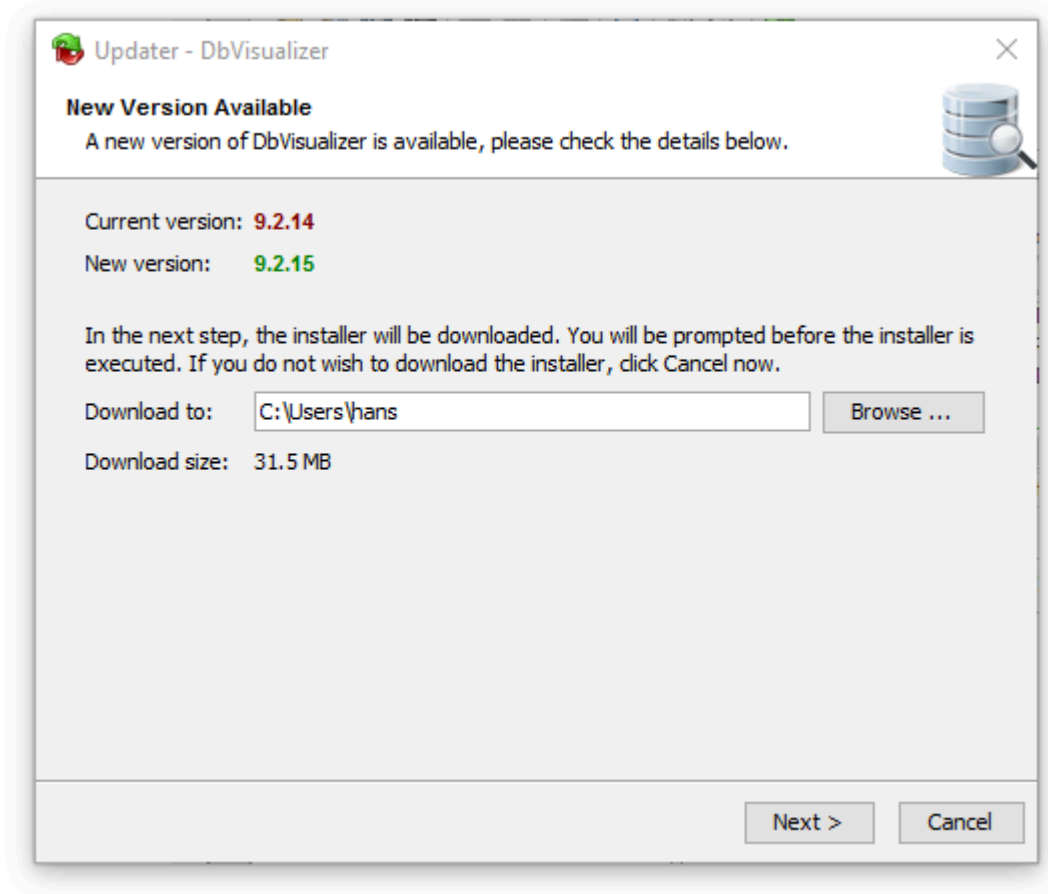 Updater - DbVisualizer
New Version Available
A new version of DbVisualizer is available, please check the details below.
Current version: 9.2.14
New version: 9.2.15
In the next step, the installer will be downloaded. You will be prompted before the installer is
executed. If you do not wish to download the installer, click Cancel now.
Download to: C:\Users\hans Browse ...
Download size: 31.5 MB
Next > Cancel